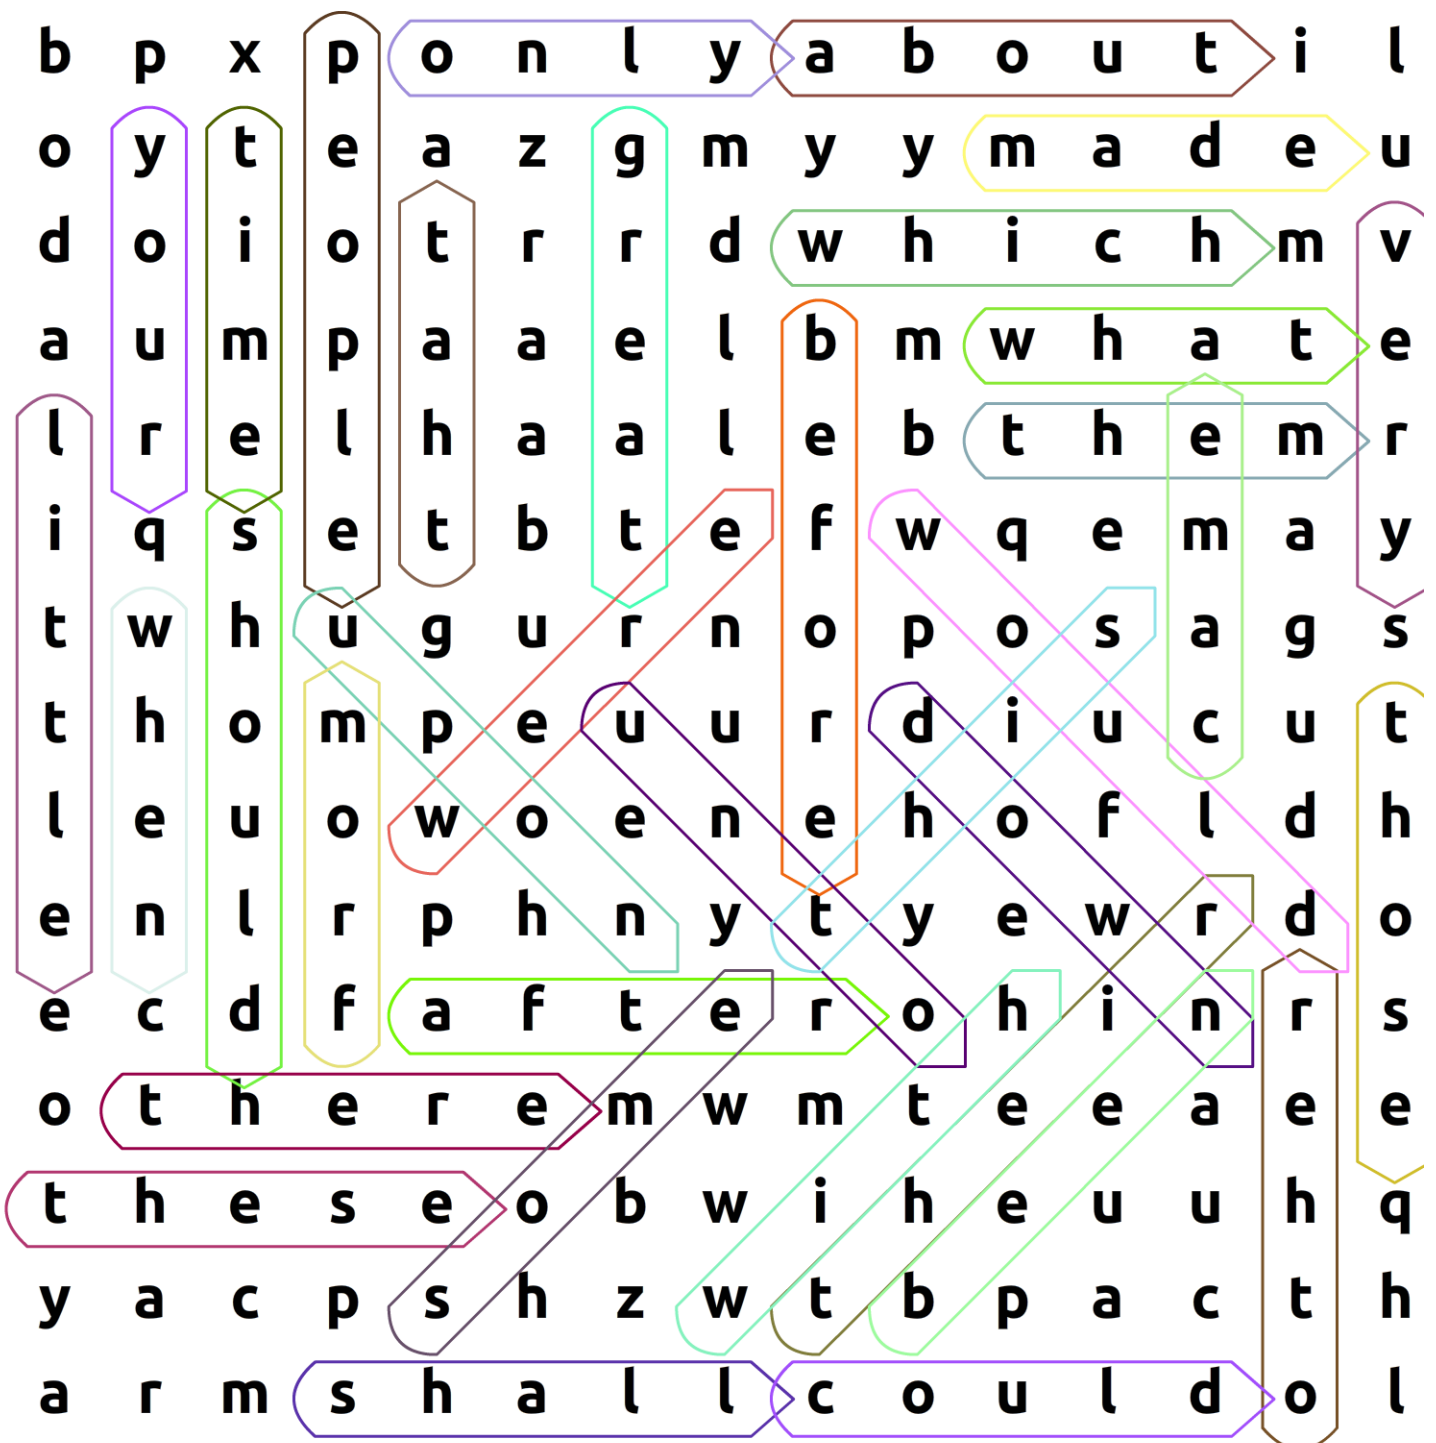 b p x p o n l y a b o u t i l
o y t e a z g m y y m a d e u
d o i o t r r d w h i c h m v
a u m p a a e l b m w h a t e
l r e l h a a l e b t h e m r
i q s e t b t e f w q e m a y
t w h u g u r n o p o s a g s
t h o m p e u u r d i u c u t
l e u o w o e n e h o f l d h
e n l r p h n y t y e w r d o
e c d f a f t e r o h i n r s
o t h e r e m w m t e e a e e
t h e s e o b w i h e u u h q
y a c p s h z w t b p a c t h
a r m s h a l l c o u l d o l